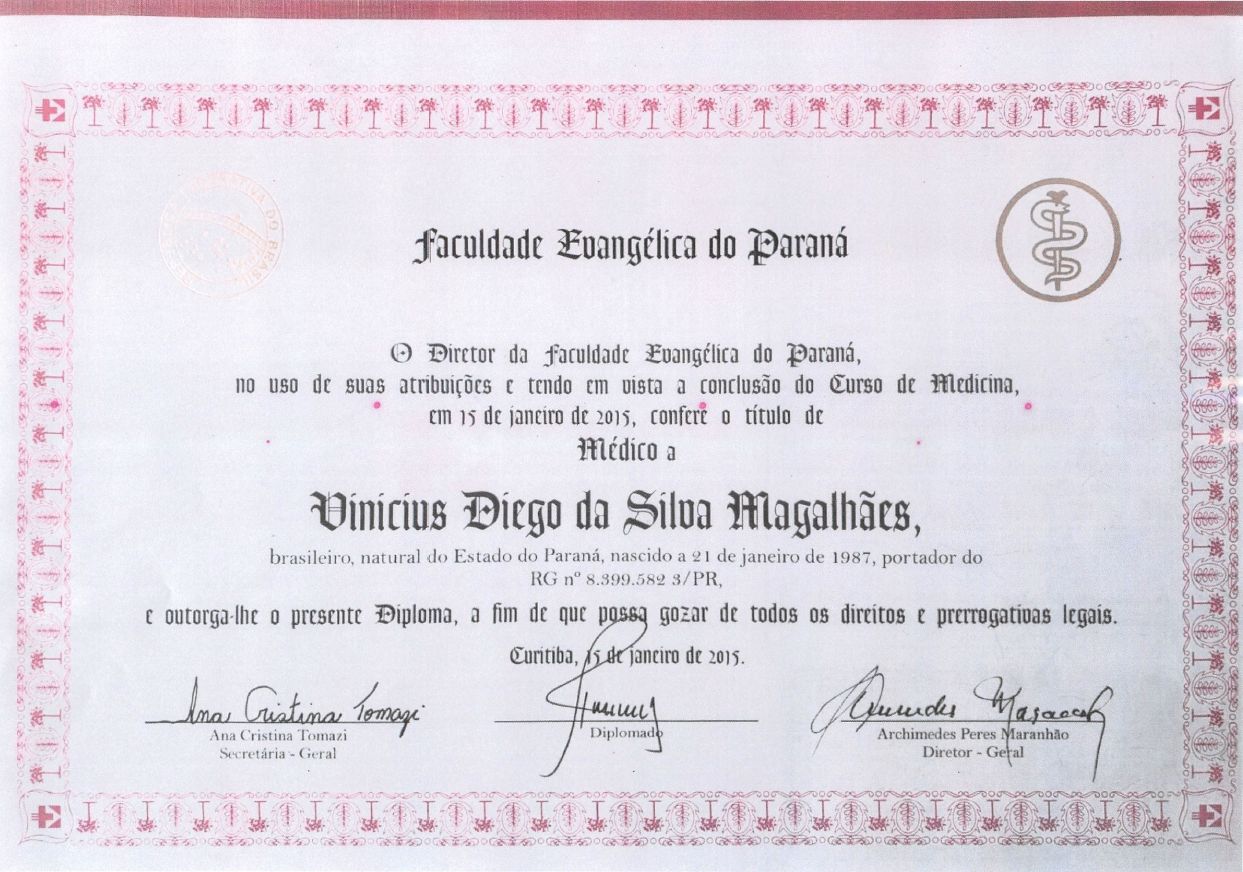 Faculdade Evangélica do Paraná
O Diretor da Faculdade Evangélica do Paraná,
no uso de suas atribuições e tendo em vista a conclusão do Curso de Medicina,
em 15 de janeiro de 2015, confere o título de
Médico a
Vinicius Diego da Silva Magalhães,
brasileiro, natural do Estado do Paraná, nascido a 21 de janeiro de 1987, portador do
RG nº 8.399.582 3/PR,
e outorga-lhe o presente Diploma, a fim de que possa gozar de todos os direitos e prerrogativas legais.
Curitiba, 15 de janeiro de 2015.
Ana Cristina Tomazi
Ana Cristina Tomazi
Secretária - Geral
Diplomado
Archimedes Peres Maranhão
Diretor - Geral